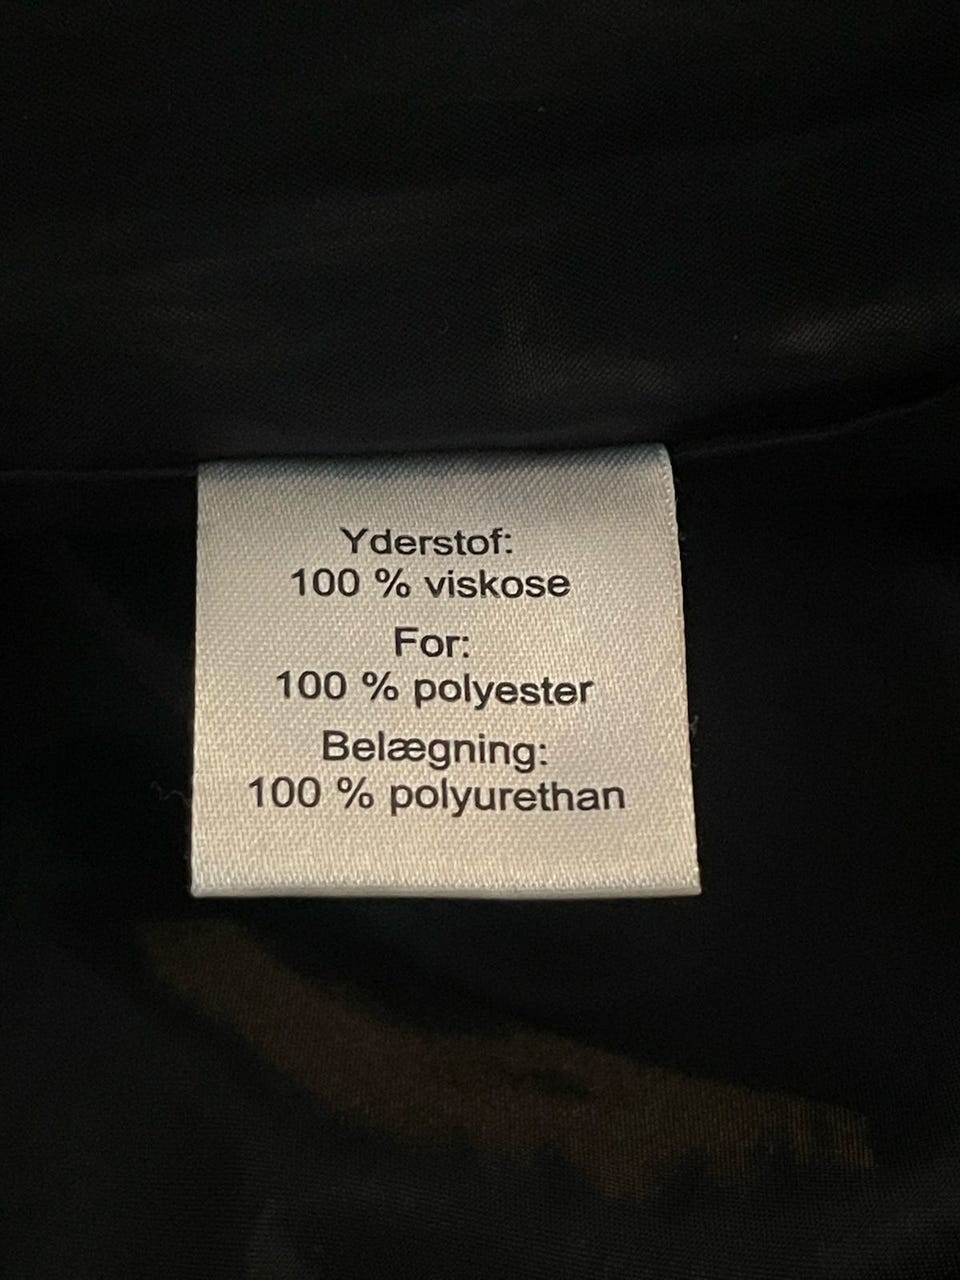 Yderstof:
100 % viskose
For:
100 % polyester
Belægning:
100 % polyurethan